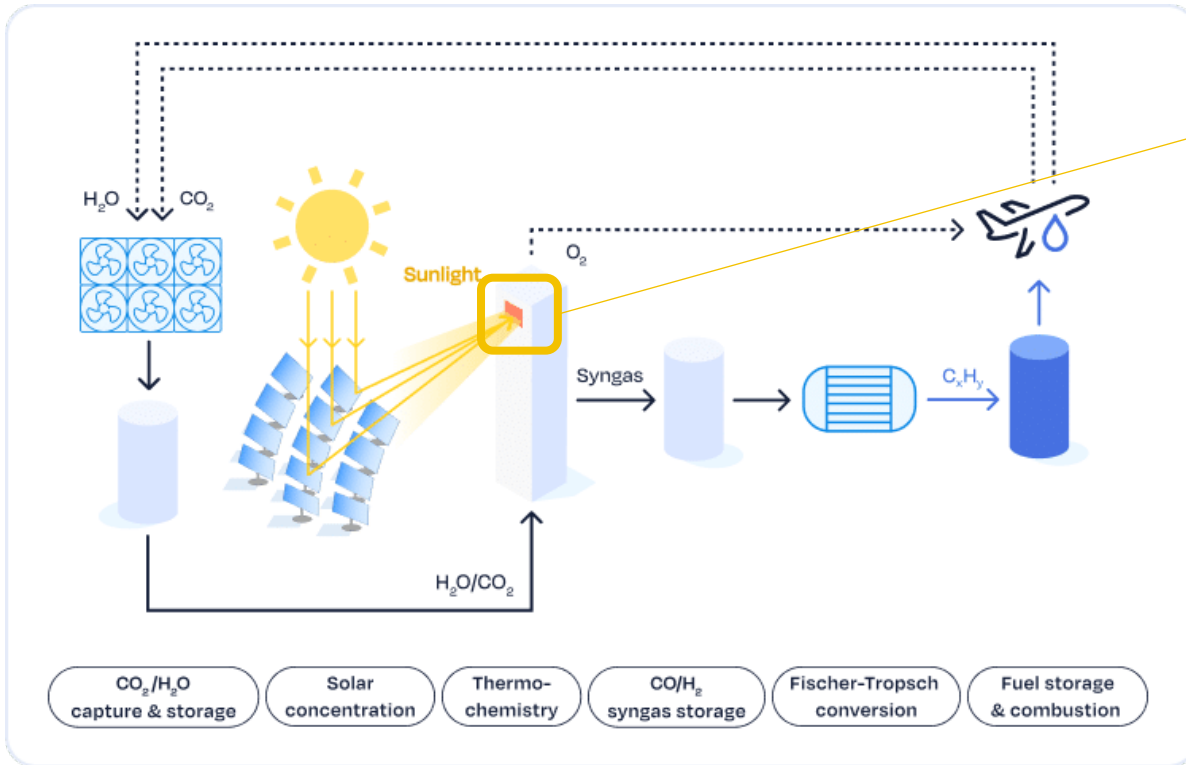 H₂O
CO₂
Sunlight
O₂
Syngas
CₓHᵧ
H₂O/CO₂
CO₂/H₂O
capture & storage
Solar
concentration
Thermo-
chemistry
CO/H₂
syngas storage
Fischer-Tropsch
conversion
Fuel storage
& combustion